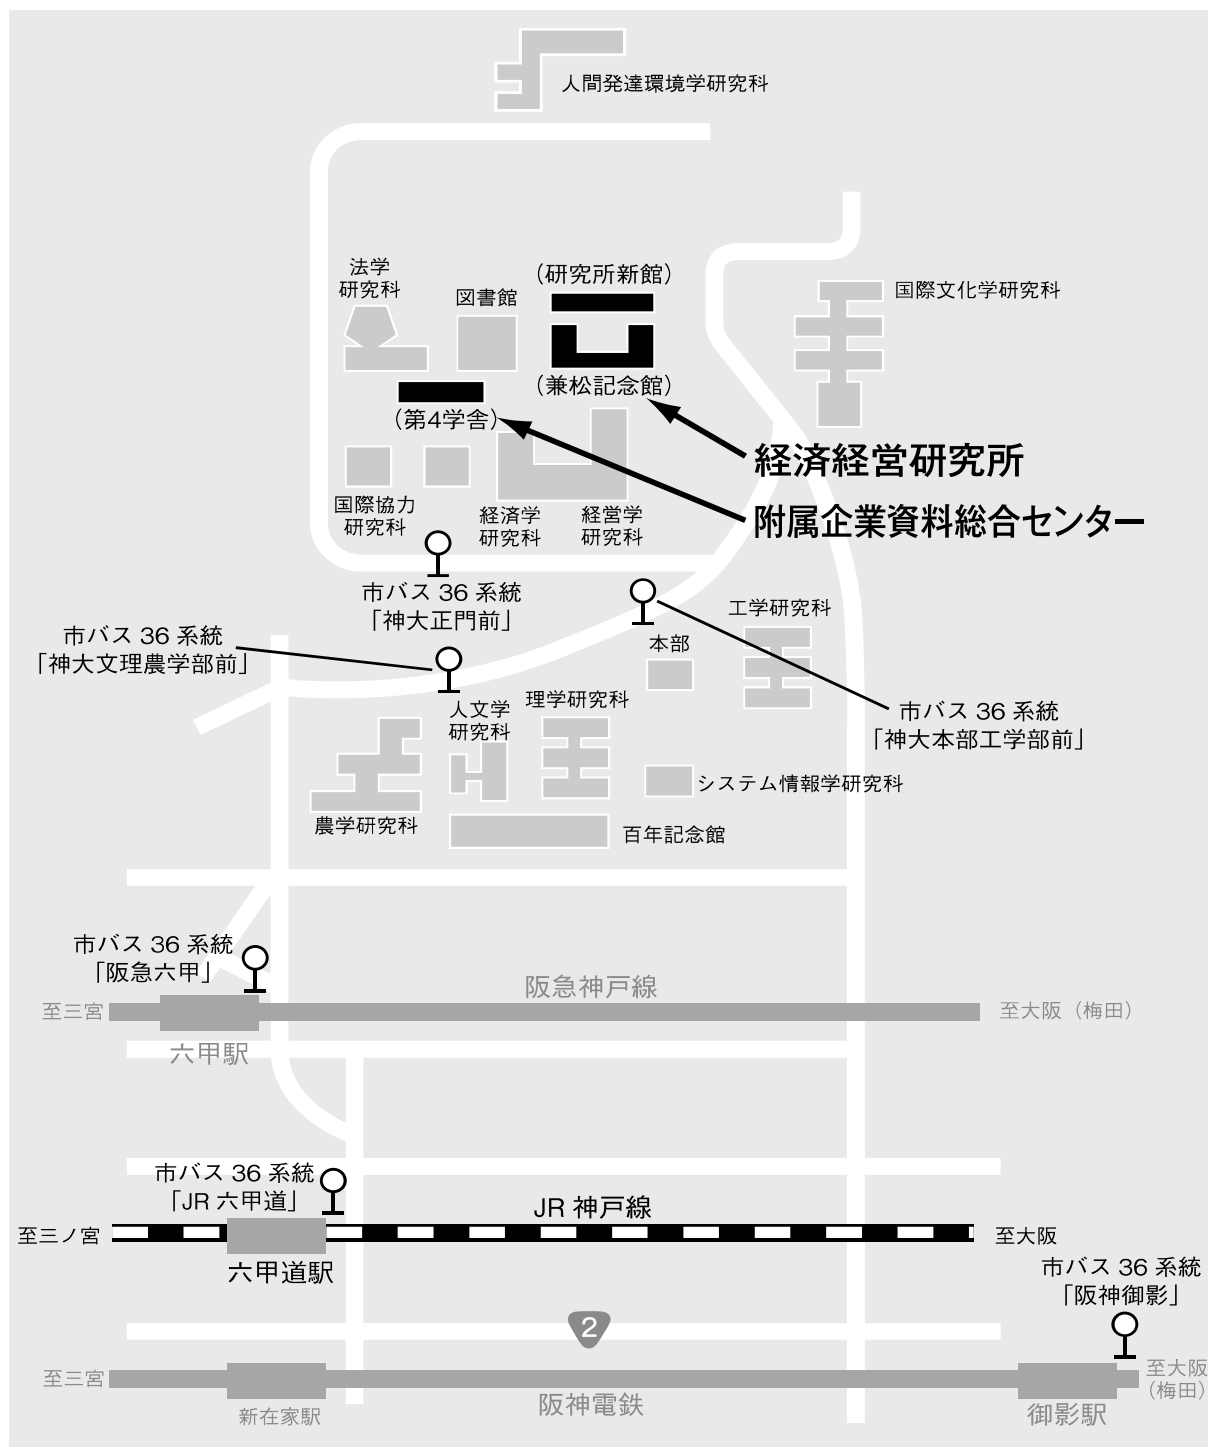 人間発達環境学研究科
法学
研究科
図書館
（研究所新館）
国際文化学研究科
（兼松記念館）
（第4学舎）
経済経営研究所
国際協力
研究科
経済学
研究科
経営学
研究科
附属企業資料総合センター
市バス 36 系統
「神大正門前」
市バス 36 系統
「神大文理農学部前」
工学研究科
本部
理学研究科
人文学
研究科
市バス 36 系統
「神大本部工学部前」
システム情報学研究科
農学研究科
百年記念館
市バス 36 系統
「阪急六甲」
阪急神戸線
至三宮
至大阪（梅田）
六甲駅
市バス 36 系統
「JR 六甲道」
JR 神戸線
至三ノ宮
至大阪
六甲道駅
市バス 36 系統
「阪神御影」
2
至三宮
至大阪
（梅田）
新在家駅
阪神電鉄
御影駅